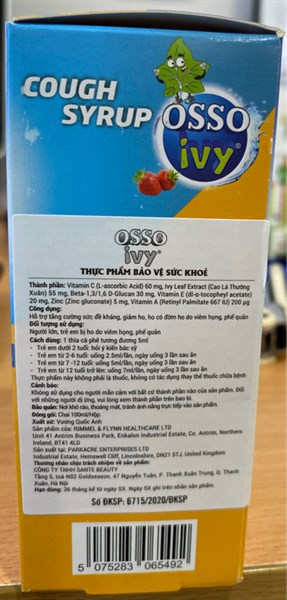 COUGH
SYRUP
OSSO
ivy®
OSSO
ivy
THỰC PHẨM BẢO VỆ SỨC KHOẺ
Thành phần: Vitamin C (L-ascorbic Acid) 60 mg, Ivy Leaf Extract (Cao Lá Thường
Xuân) 55 mg, Beta-1,3/1,6 D-Glucan 30 mg, Vitamin E (dl-α-tocopheyl acetate)
20 mg, Zinc (Zinc gluconate) 5 mg, Vitamin A (Retinyl Palmitate 667 IU) 200 µg
Công dụng:
Hỗ trợ tăng cường sức đề kháng, giảm ho, ho có đờm do viêm họng, phế quản
Đối tượng sử dụng:
Người lớn, trẻ em bị ho do viêm họng, phế quản
Cách dùng: 1 thìa cà phê tương đương 5ml
- Trẻ em dưới 2 tuổi: hỏi ý kiến bác sỹ
- Trẻ em từ 2-6 tuổi: uống 2.5ml/lần, ngày uống 3 lần sau ăn
- Trẻ em từ 7 -12 tuổi: uống 5ml/lần, ngày uống 3 lần sau ăn
- Trẻ em từ 12 tuổi trở lên: uống 7ml/lần, ngày uống 3 lần sau ăn
Thực phẩm này không phải là thuốc, không có tác dụng thay thế thuốc chữa bệnh
Cảnh báo:
Không sử dụng cho người mẫn cảm với bất cứ thành phần nào của sản phẩm. Đối
với những người dị ứng, vui lòng xem thành phần trên bao bì.
Bảo quản: Nơi khô ráo, thoáng mát, tránh ánh nắng trực tiếp vào sản phẩm.
Đóng gói: Chai 100ml/Hộp.
Xuất xứ: Vương Quốc Anh
Sản phẩm của: RIMMEL & FLYNN HEALTHCARE LTD
Unit 41 Antrim Business Park, Enkalon Industrial Estate, Co. Antrim, Northern
Ireland, BT41 4LD
Sản xuất tại: PARKACRE ENTERPRISES LTD
Industrial Estate, Hemswell Cliff, Lincolnshire, DN21 5TJ, United Kingdom
Thương nhân chịu trách nhiệm về sản phẩm:
CÔNG TY TNHH SANTE BEAUTY
Tầng 5, toà N02 Goldseason, 47 Nguyễn Tuân, P. Thanh Xuân Trung, Q. Thanh
Xuân, Hà Nội
Hạn dùng: 36 tháng kể từ ngày SX. Ngày SX ghi trên nhãn sản phẩm.
Số ĐKSP: 6715/2020/ĐKSP
5 075283 065492